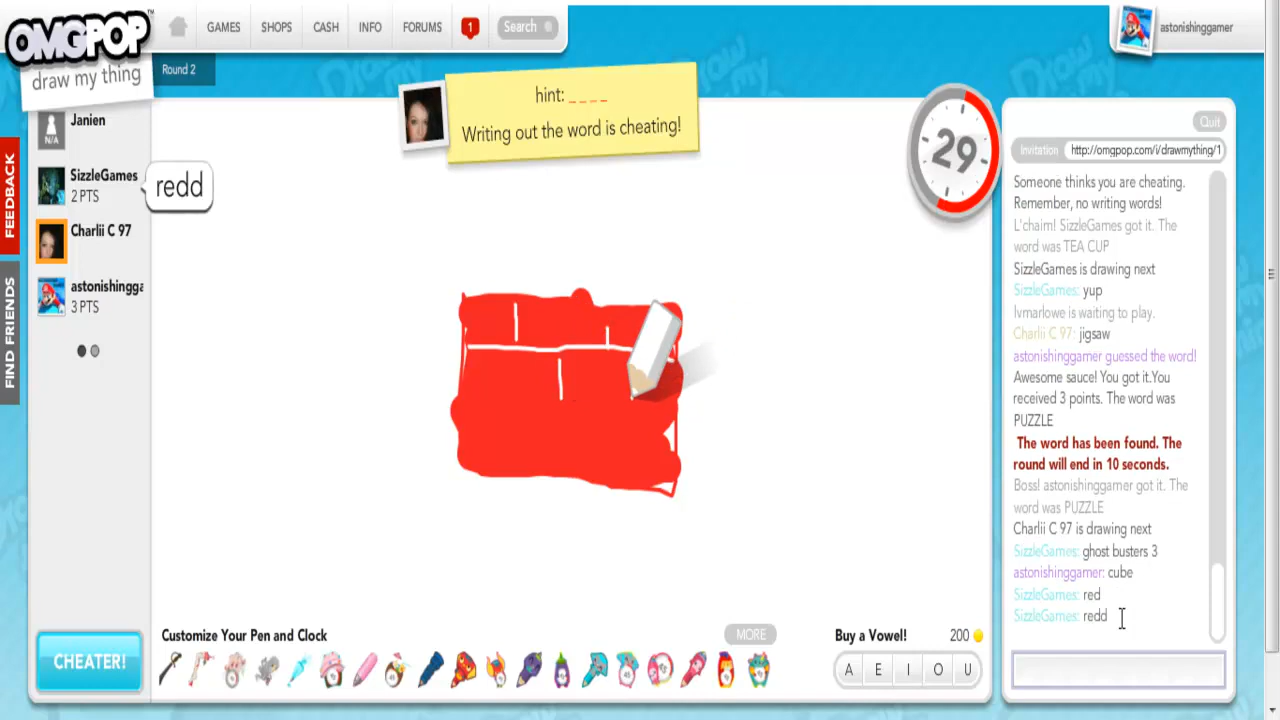 OMGPOP™
draw my thing
GAMES
SHOPS
CASH
INFO
FORUMS
1
Search
astonishinggamer
Round 2
FEEDBACK
FIND FRIENDS
N/A
Janien
SizzleGames
2 PTS
redd
Charlii C 97
astonishingga
3 PTS
hint: _ _ _ _
Writing out the word is cheating!
29
Quit
Invitation
http://omgpop.com/i/drawmything/1
Someone thinks you are cheating.
Remember, no writing words!
L'chaim! SizzleGames got it. The
word was TEA CUP
SizzleGames is drawing next
SizzleGames: yup
lvmarlowe is waiting to play.
Charlii C 97: jigsaw
astonishinggamer guessed the word!
Awesome sauce! You got it.You
received 3 points. The word was
PUZZLE
The word has been found. The
round will end in 10 seconds.
Boss! astonishinggamer got it. The
word was PUZZLE
Charlii C 97 is drawing next
SizzleGames: ghost busters 3
astonishinggamer: cube
SizzleGames: red
SizzleGames: redd
CHEATER!
Customize Your Pen and Clock
MORE
Buy a Vowel!
200
A E I O U